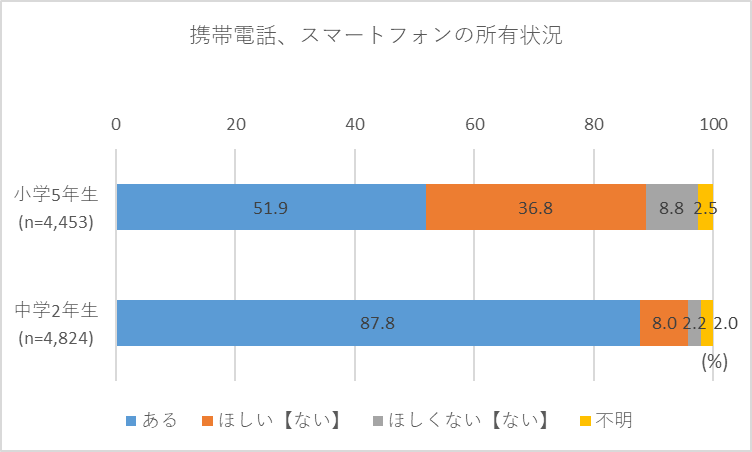 携帯電話、スマートフォンの所有状況
0 20 40 60 80 100
小学5年生
(n=4,453)
51.9 36.8 8.8 2.5
中学2年生
(n=4,824)
87.8 8.0 2.2 2.0
(%)
ある ほしい【ない】 ほしくない【ない】 不明